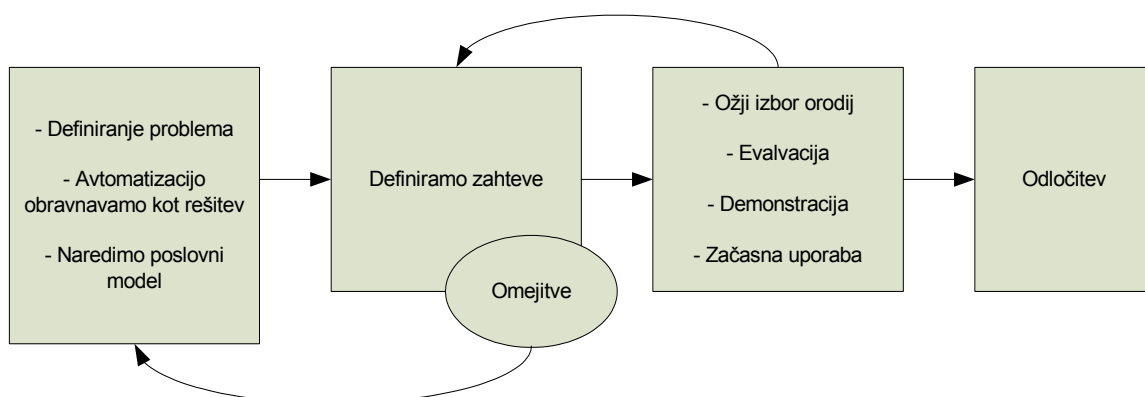 - Definiranje problema
- Avtomatizacijo
obravnavamo kot rešitev
- Naredimo poslovni
model
Definiramo zahteve
Omejitve
- Ožji izbor orodij
- Evalvacija
- Demonstracija
- Začasna uporaba
Odločitev